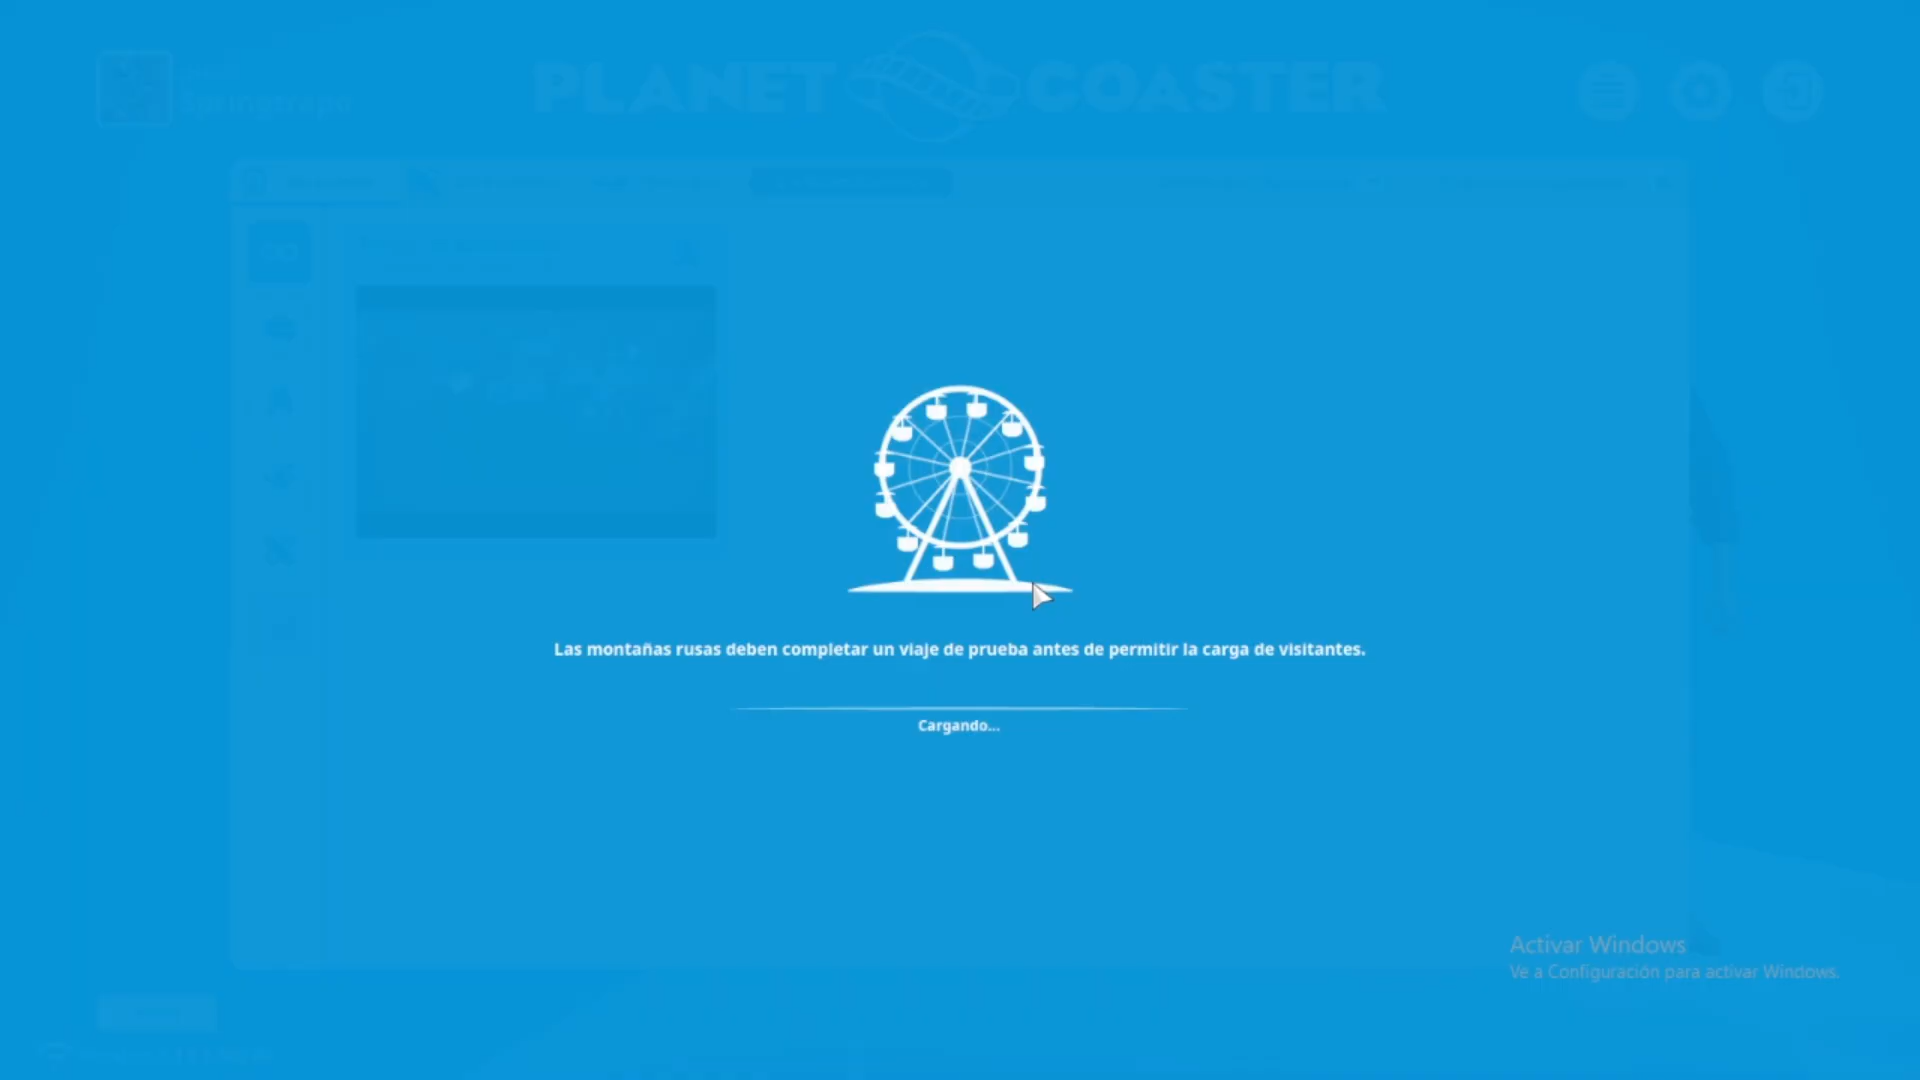 PLANET COASTER
Springtrapo
Las montañas rusas deben completar un viaje de prueba antes de permitir la carga de visitantes.
Cargando...
Activar Windows
Ve a Configuración para activar Windows.